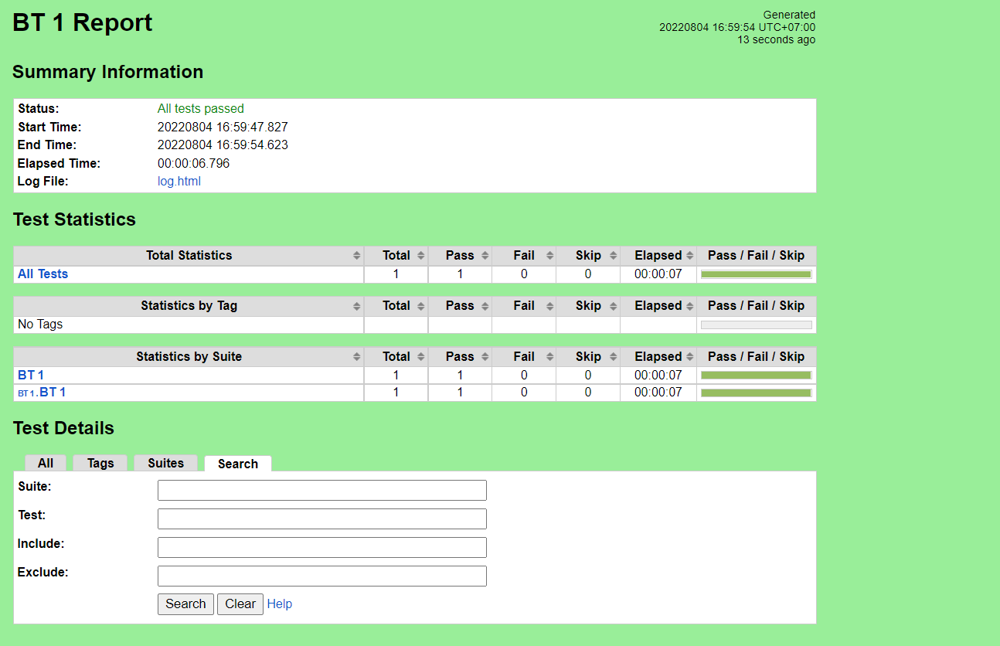 BT 1 Report
Generated
20220804 16:59:54 UTC+07:00
13 seconds ago
Summary Information
Status: All tests passed
Start Time: 20220804 16:59:47.827
End Time: 20220804 16:59:54.623
Elapsed Time: 00:00:06.796
Log File: log.html
Test Statistics
Total Statistics Total Pass Fail Skip Elapsed Pass / Fail / Skip
All Tests 1 1 0 0 00:00:07
Statistics by Tag Total Pass Fail Skip Elapsed Pass / Fail / Skip
No Tags
Statistics by Suite Total Pass Fail Skip Elapsed Pass / Fail / Skip
BT 1 1 1 0 0 00:00:07
BT 1.BT 1 1 1 0 0 00:00:07
Test Details
All Tags Suites Search
Suite:
Test:
Include:
Exclude:
Search Clear Help